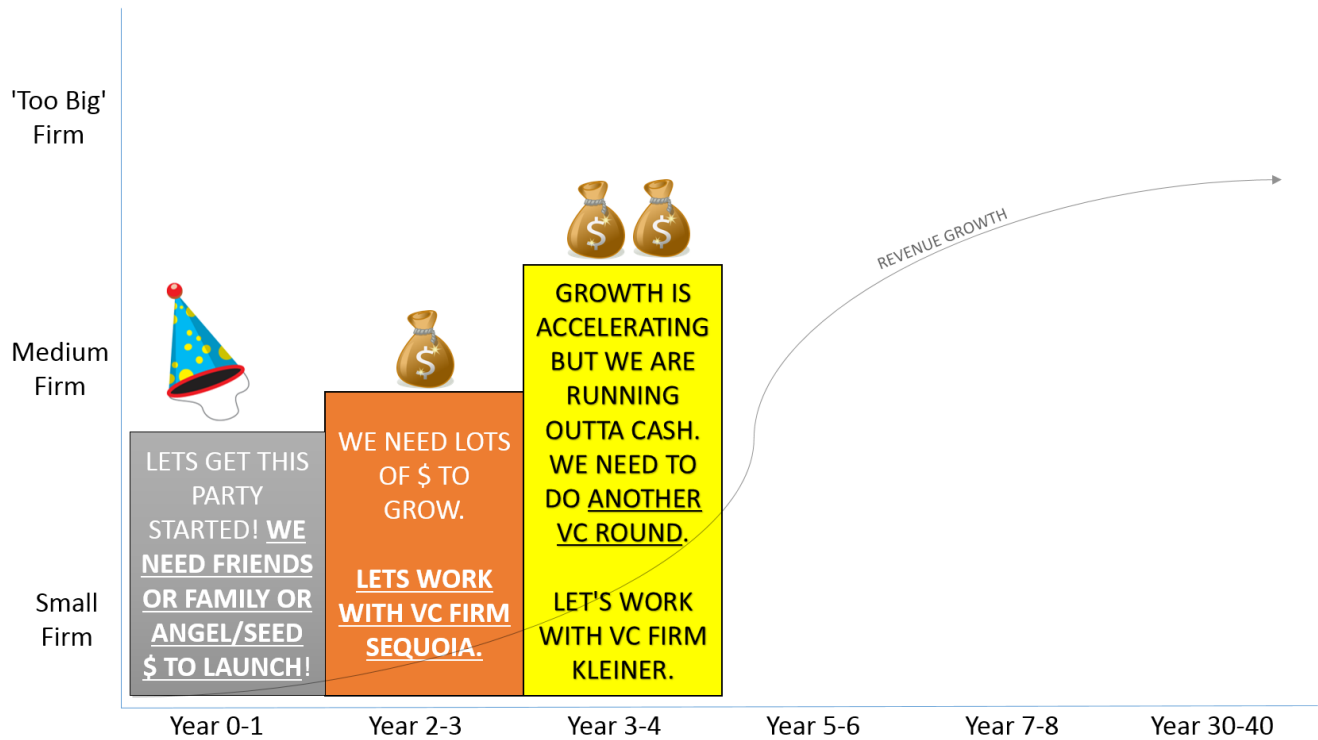 'Too Big'
Firm
Medium
Firm
Small
Firm
LETS GET THIS
PARTY
STARTED! WE
NEED FRIENDS
OR FAMILY OR
ANGEL/SEED
$ TO LAUNCH!
$
WE NEED LOTS
OF $ TO
GROW.
LETS WORK
WITH VC FIRM
SEQUOIA.
$
$
GROWTH IS
ACCELERATING
BUT WE ARE
RUNNING
OUTTA CASH.
WE NEED TO
DO ANOTHER
VC ROUND.
LET'S WORK
WITH VC FIRM
KLEINER.
REVENUE GROWTH
Year 0-1
Year 2-3
Year 3-4
Year 5-6
Year 7-8
Year 30-40